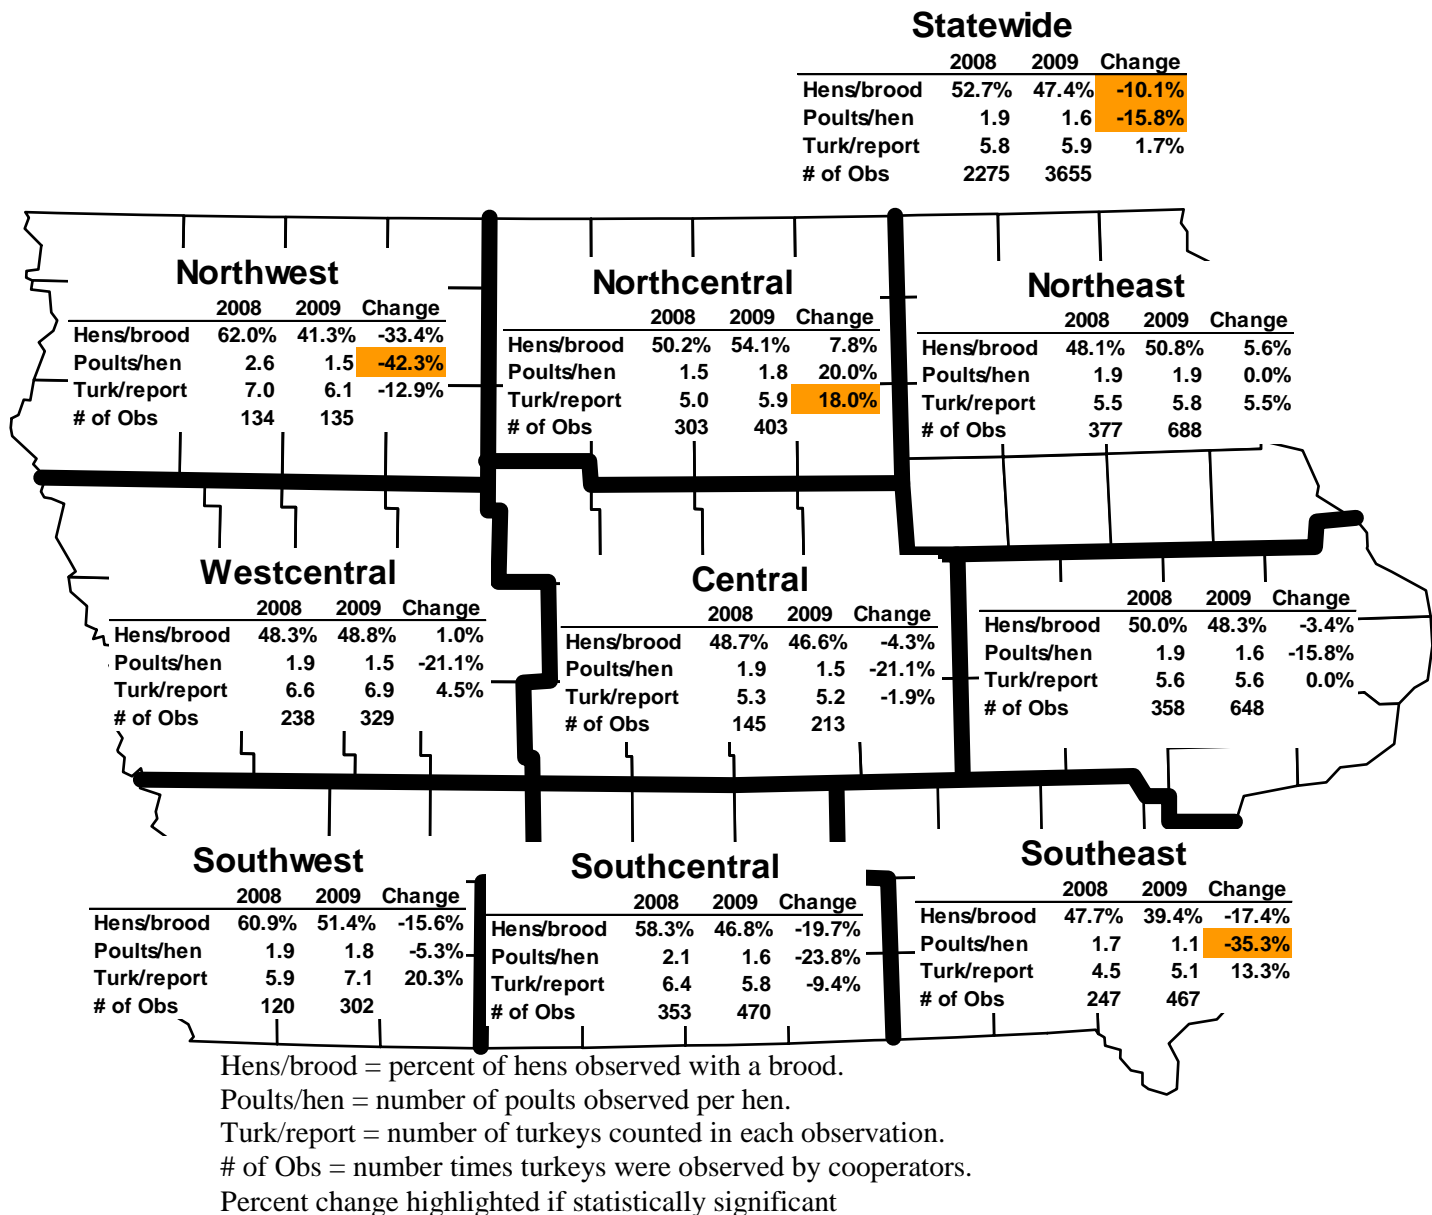 Statewide
2008 2009 Change
Hens/brood 52.7% 47.4% -10.1%
Poults/hen 1.9 1.6 -15.8%
Turk/report 5.8 5.9 1.7%
# of Obs 2275 3655
Northwest
2008 2009 Change
Hens/brood 62.0% 41.3% -33.4%
Poults/hen 2.6 1.5 -42.3%
Turk/report 7.0 6.1 -12.9%
# of Obs 134 135
Northcentral
2008 2009 Change
Hens/brood 50.2% 54.1% 7.8%
Poults/hen 1.5 1.8 20.0%
Turk/report 5.0 5.9 18.0%
# of Obs 303 403
Northeast
2008 2009 Change
Hens/brood 48.1% 50.8% 5.6%
Poults/hen 1.9 1.9 0.0%
Turk/report 5.5 5.8 5.5%
# of Obs 377 688
Westcentral
2008 2009 Change
Hens/brood 48.3% 48.8% 1.0%
Poults/hen 1.9 1.5 -21.1%
Turk/report 6.6 6.9 4.5%
# of Obs 238 329
Central
2008 2009 Change
Hens/brood 48.7% 46.6% -4.3%
Poults/hen 1.9 1.5 -21.1%
Turk/report 5.3 5.2 -1.9%
# of Obs 145 213
2008 2009 Change
Hens/brood 50.0% 48.3% -3.4%
Poults/hen 1.9 1.6 -15.8%
Turk/report 5.6 5.6 0.0%
# of Obs 358 648
Southwest
2008 2009 Change
Hens/brood 60.9% 51.4% -15.6%
Poults/hen 1.9 1.8 -5.3%
Turk/report 5.9 7.1 20.3%
# of Obs 120 302
Southcentral
2008 2009 Change
Hens/brood 58.3% 46.8% -19.7%
Poults/hen 2.1 1.6 -23.8%
Turk/report 6.4 5.8 -9.4%
# of Obs 353 470
Southeast
2008 2009 Change
Hens/brood 47.7% 39.4% -17.4%
Poults/hen 1.7 1.1 -35.3%
Turk/report 4.5 5.1 13.3%
# of Obs 247 467
Hens/brood = percent of hens observed with a brood.
Poults/hen = number of poults observed per hen.
Turk/report = number of turkeys counted in each observation.
# of Obs = number times turkeys were observed by cooperators.
Percent change highlighted if statistically significant